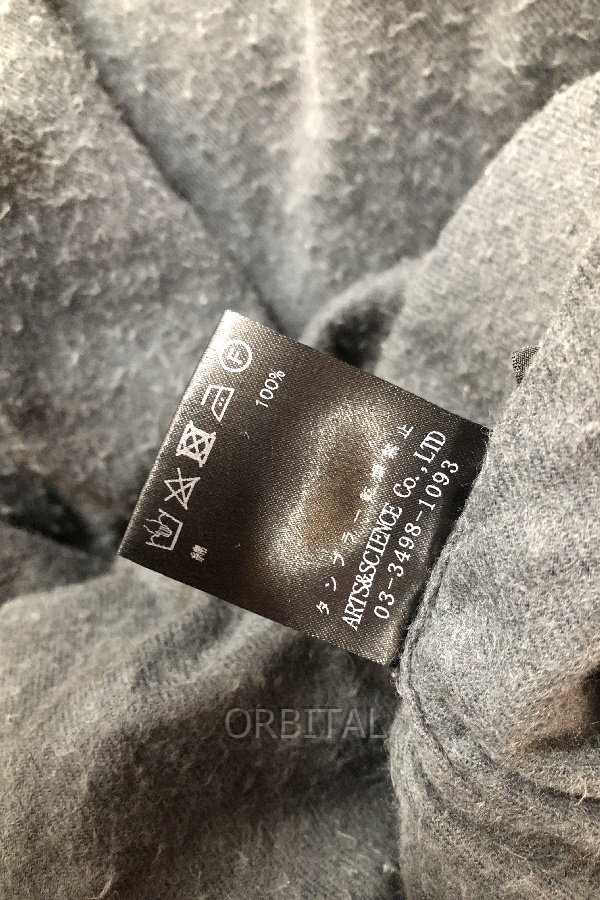 綿
100%
タンブラー乾燥禁止
ARTS&SCIENCE Co., LTD
03-3498-1093
F
ORBITAL